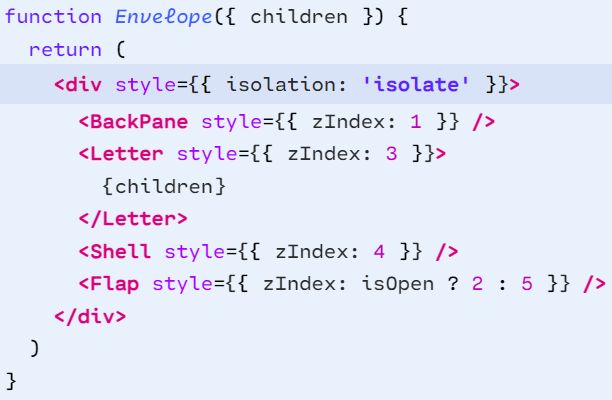 function Envelope({ children }) {
  return (
    <div style={{ isolation: 'isolate' }}>
      <BackPane style={{ zIndex: 1 }} />
      <Letter style={{ zIndex: 3 }}>
        {children}
      </Letter>
      <Shell style={{ zIndex: 4 }} />
      <Flap style={{ zIndex: isOpen ? 2 : 5 }} />
    </div>
  )
}